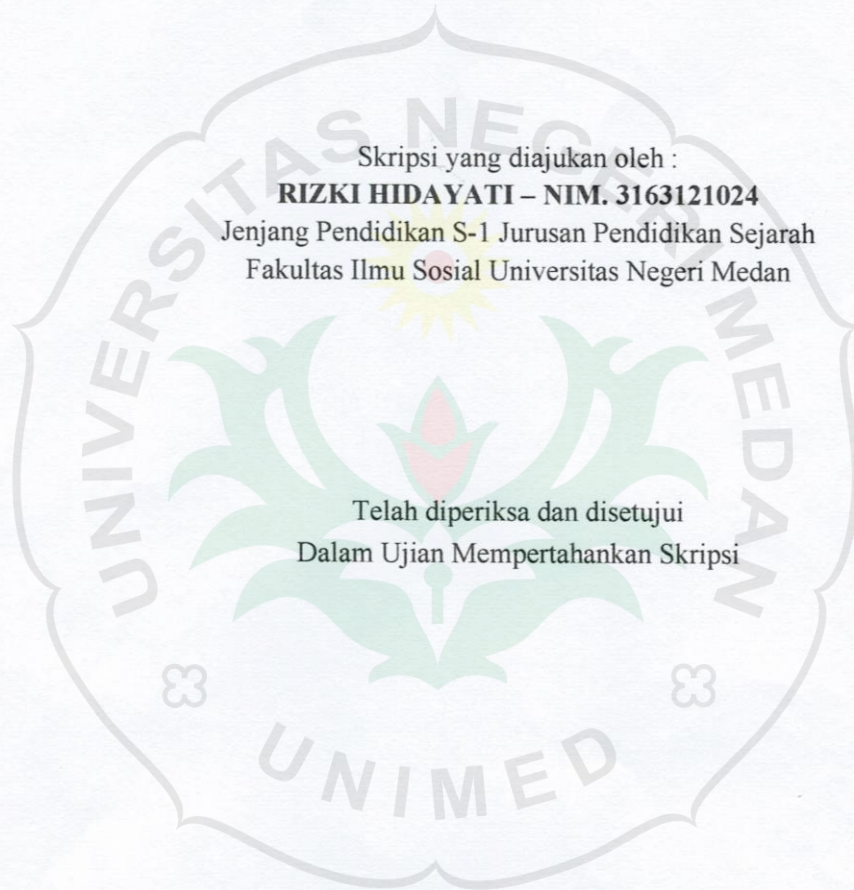 Skripsi yang diajukan oleh :
RIZKI HIDAYATI – NIM. 3163121024
Jenjang Pendidikan S-1 Jurusan Pendidikan Sejarah
Fakultas Ilmu Sosial Universitas Negeri Medan
Telah diperiksa dan disetujui
Dalam Ujian Mempertahankan Skripsi
UNIVERSITAS NEGERI MEDAN
UNIMED